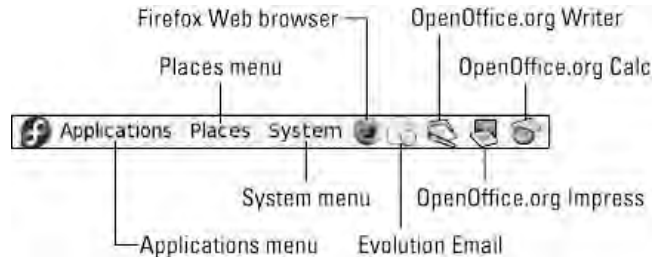 Firefox Web browser
OpenOffice.org Writer
Places menu
OpenOffice.org Calc
Applications Places System
System menu
OpenOffice.org Impress
Applications menu
Evolution Email